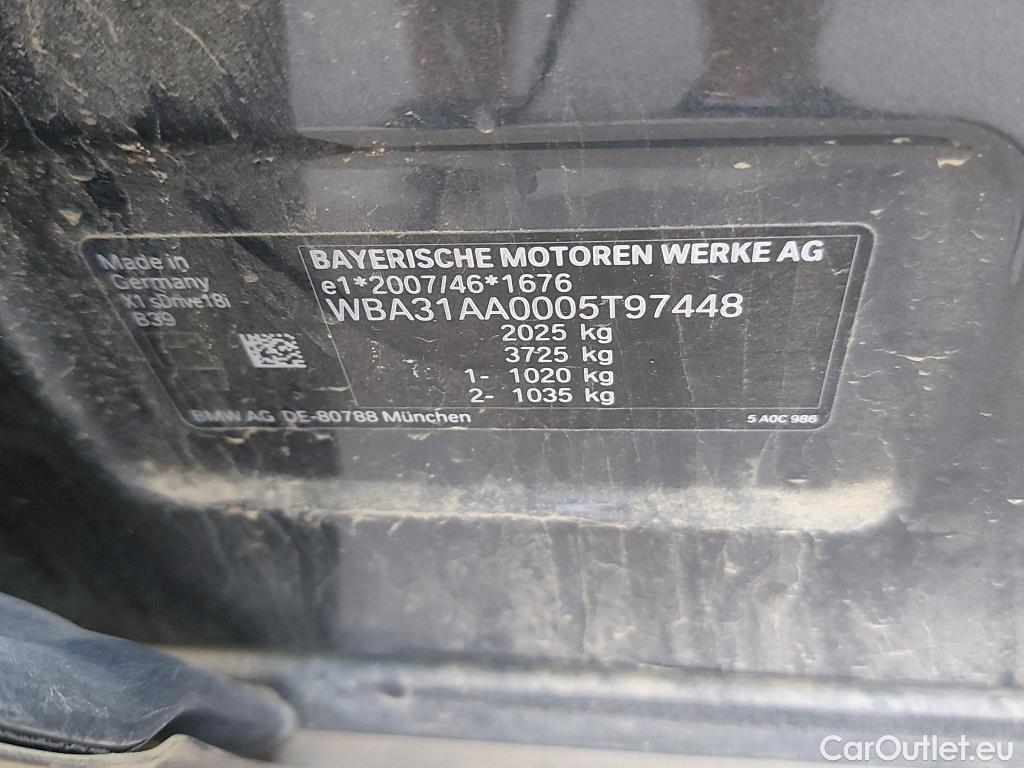 Made in
Germany
X1 sDrive18i
B39
BAYERISCHE MOTOREN WERKE AG
e1*2007/46*1676
WBA31AA0005T97448
2025 kg
3725 kg
1- 1020 kg
2- 1035 kg
BMW AG DE-80788 München
5 A0C 986
CarOutlet.eu